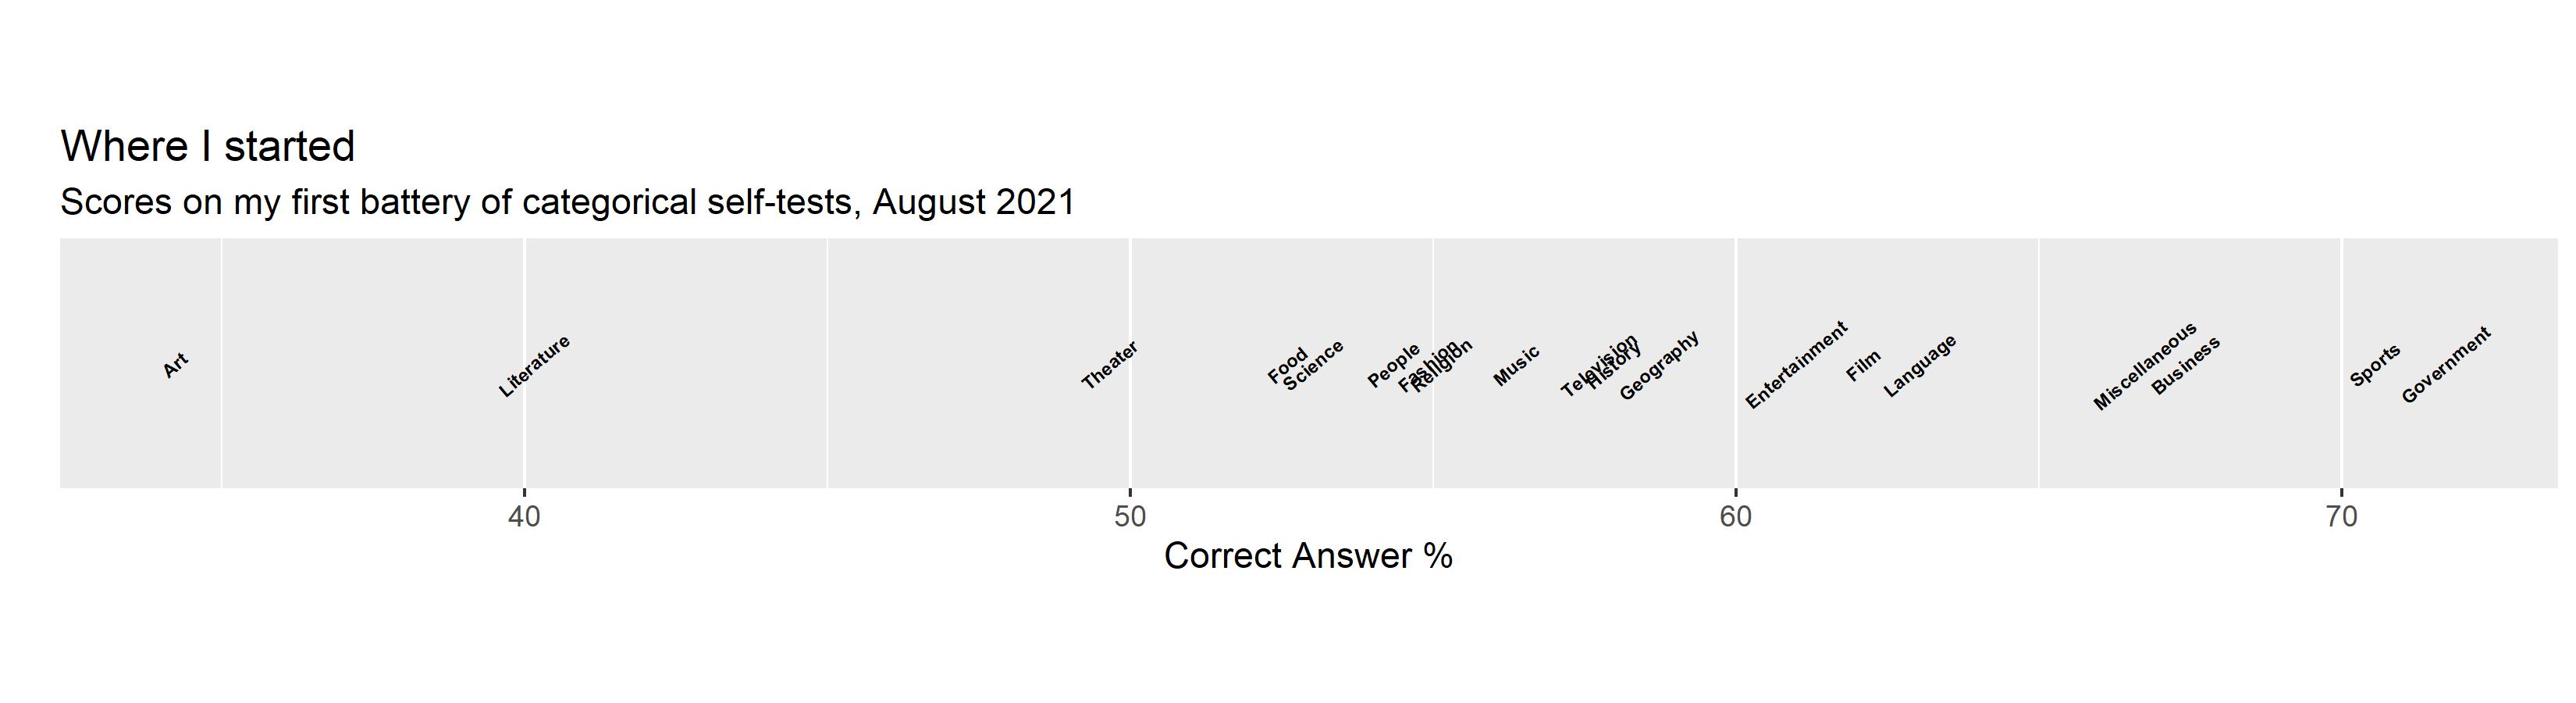 Where I started
Scores on my first battery of categorical self-tests, August 2021
Art
Literature
Theater
Food
Science
People
Fashion
Religion
Music
Television
History
Geography
Entertainment
Film
Language
Miscellaneous
Business
Sports
Government
40
50
60
70
Correct Answer %